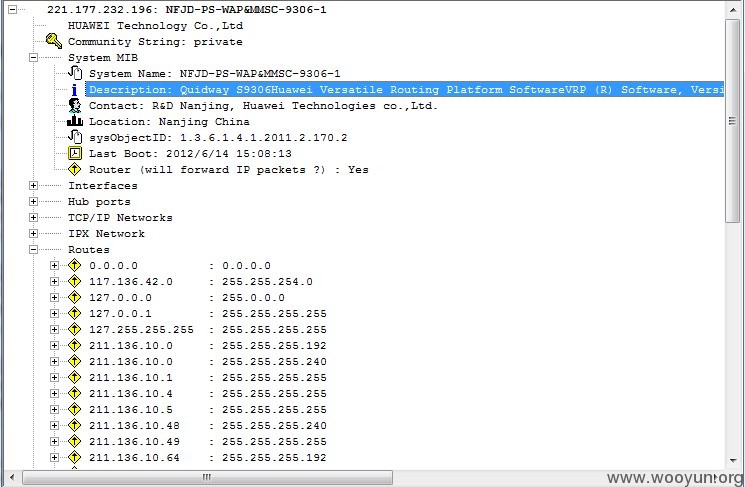 221.177.232.196: NFJD-PS-WAP&MMSC-9306-1
HUAWEI Technology Co.,Ltd
Community String: private
System MIB
System Name: NFJD-PS-WAP&MMSC-9306-1
Description: Quidway S9306Huawei Versatile Routing Platform SoftwareVRP (R) Software, Versi
Contact: R&D Nanjing, Huawei Technologies co.,Ltd.
Location: Nanjing China
sysObjectID: 1.3.6.1.4.1.2011.2.170.2
Last Boot: 2012/6/14 15:08:13
Router (will forward IP packets ?) : Yes
Interfaces
Hub ports
TCP/IP Networks
IPX Network
Routes
0.0.0.0 : 0.0.0.0
117.136.42.0 : 255.255.254.0
127.0.0.0 : 255.0.0.0
127.0.0.1 : 255.255.255.255
127.255.255.255 : 255.255.255.255
211.136.10.0 : 255.255.255.192
211.136.10.0 : 255.255.255.240
211.136.10.1 : 255.255.255.255
211.136.10.4 : 255.255.255.255
211.136.10.5 : 255.255.255.255
211.136.10.48 : 255.255.255.240
211.136.10.49 : 255.255.255.255
211.136.10.64 : 255.255.255.192
www.wooyun.org